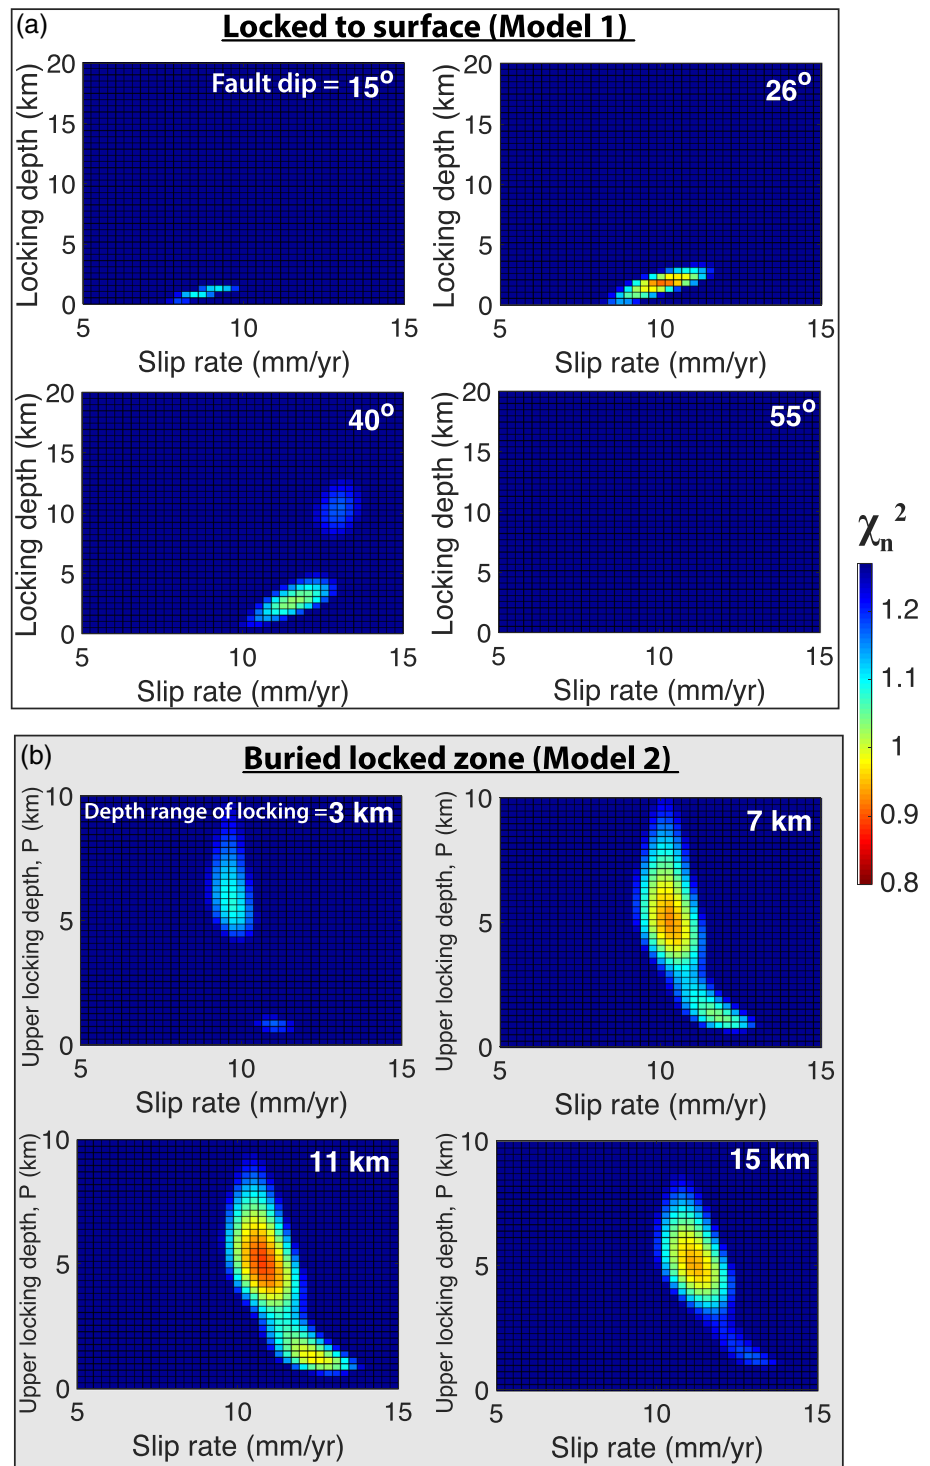 (a)
Locked to surface (Model 1)
Fault dip = 15°
20
15
10
5
0
Locking depth (km)
5 10 15
Slip rate (mm/yr)
26°
20
15
10
5
0
Locking depth (km)
5 10 15
Slip rate (mm/yr)
40°
20
15
10
5
0
Locking depth (km)
5 10 15
Slip rate (mm/yr)
55°
20
15
10
5
0
Locking depth (km)
5 10 15
Slip rate (mm/yr)
χn²
1.2
1.1
1
0.9
0.8
(b)
Buried locked zone (Model 2)
Depth range of locking = 3 km
10
5
0
Upper locking depth, P (km)
5 10 15
Slip rate (mm/yr)
7 km
10
5
0
Upper locking depth, P (km)
5 10 15
Slip rate (mm/yr)
11 km
10
5
0
Upper locking depth, P (km)
5 10 15
Slip rate (mm/yr)
15 km
10
5
0
Upper locking depth, P (km)
5 10 15
Slip rate (mm/yr)